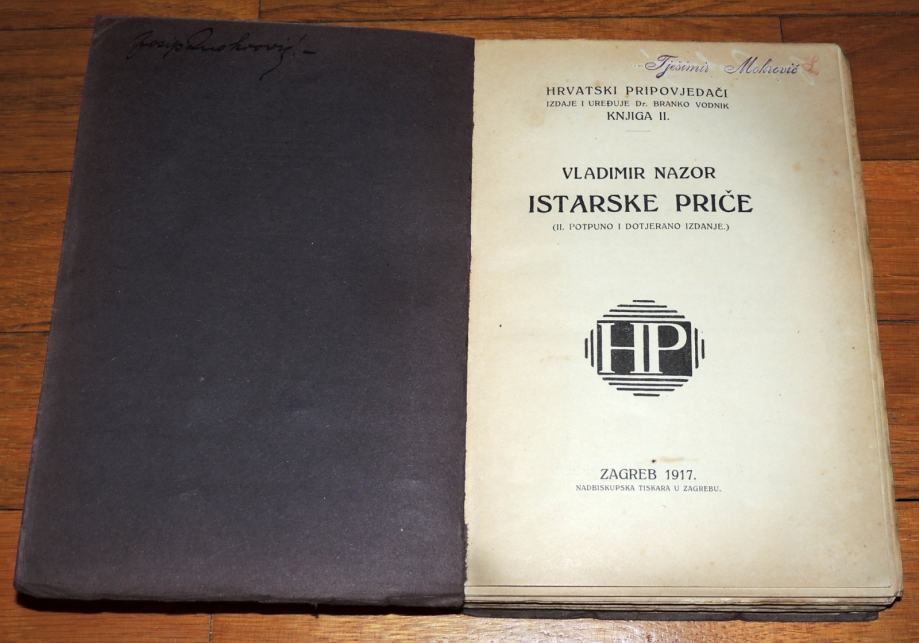 Josip
Tješimir Mokrović
HRVATSKI PRIPOVJEDAČI
IZDAJE I UREĐUJE Dr. BRANKO VODNIK
KNJIGA II.
VLADIMIR NAZOR
ISTARSKE PRIČE
(II. POTPUNO I DOTJERANO IZDANJE.)
HP
ZAGREB 1917.
NADBISKUPSKA TISKARA U ZAGREBU.